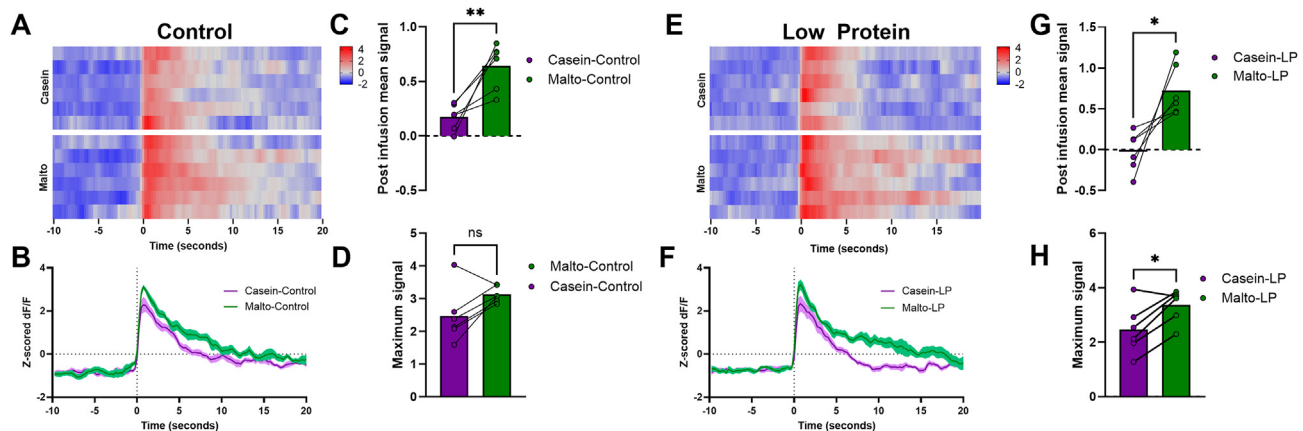 A
Control
4
2
0
-2
Casein
Malto
-10
-5
0
5
10
15
20
Time (seconds)
B
Z-scored dF/F
4
2
0
-2
Casein-Control
Malto-Control
-10
-5
0
5
10
15
20
Time (seconds)
C
Post infusion mean signal
1.0
0.5
0.0
-0.5
**
Casein-Control
Malto-Control
D
Maximum signal
5
4
3
2
1
0
ns
Malto-Control
Casein-Control
E
Low Protein
4
2
0
-2
Casein
Malto
-10
-5
0
5
10
15
20
Time (seconds)
F
Z-scored dF/F
4
2
0
-2
Casein-LP
Malto-LP
-10
-5
0
5
10
15
20
Time (seconds)
G
Post infusion mean signal
1.5
1.0
0.5
0.0
-0.5
*
Casein-LP
Malto-LP
H
Maximum signal
6
4
2
0
*
Casein-LP
Malto-LP